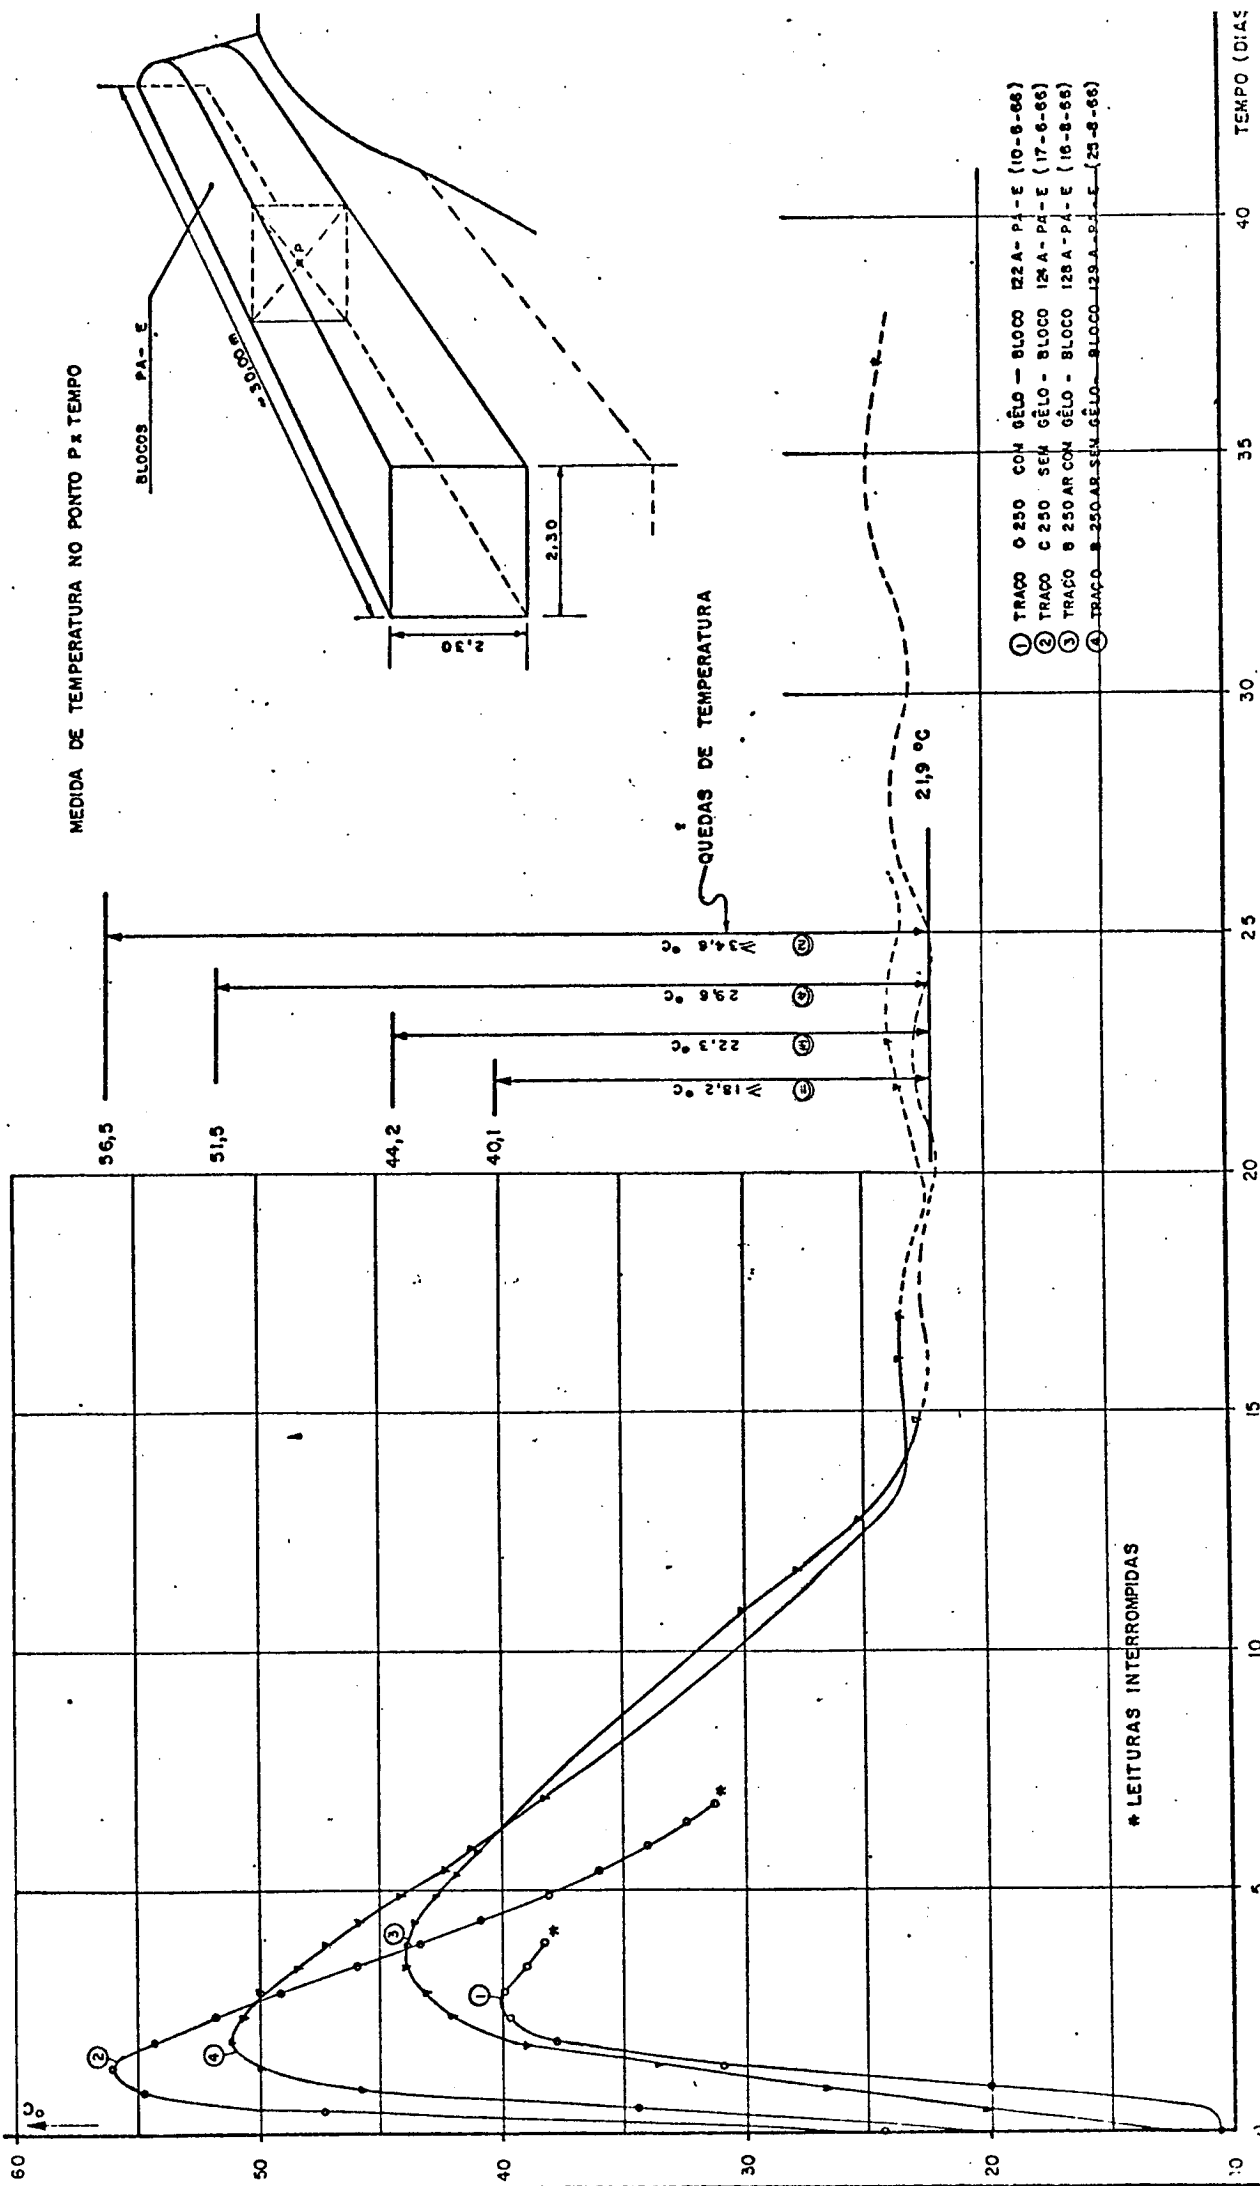 MEDIDA DE TEMPERATURA NO PONTO P x TEMPO
BLOCOS PA- E
≈ 30,00 m
x P
2,30
2,30
°C
60
50
40
30
20
10
56,5
51,5
44,2
40,1
≥34,6 °C
29,6 °C
22,3 °C
≥18,2 °C
2
4
3
1
QUEDAS DE TEMPERATURA
21,9 °C
2
4
3
1
*
*
* LEITURAS INTERROMPIDAS
1 TRAÇO C 250 COM GÊLO — BLOCO 122 A- PA - E (10-6-66)
2 TRAÇO C 250 SEM GÊLO - BLOCO 124 A- PA- E (17-6-66)
3 TRAÇO B 250 AR COM GÊLO - BLOCO 128 A-PA- E (16-8-66)
4 TRAÇO B 250 AR SEM GÊLO- BLOCO 129 A-PA-E (25-8-66)
5
10
15
20
25
30
35
40
TEMPO (DIAS